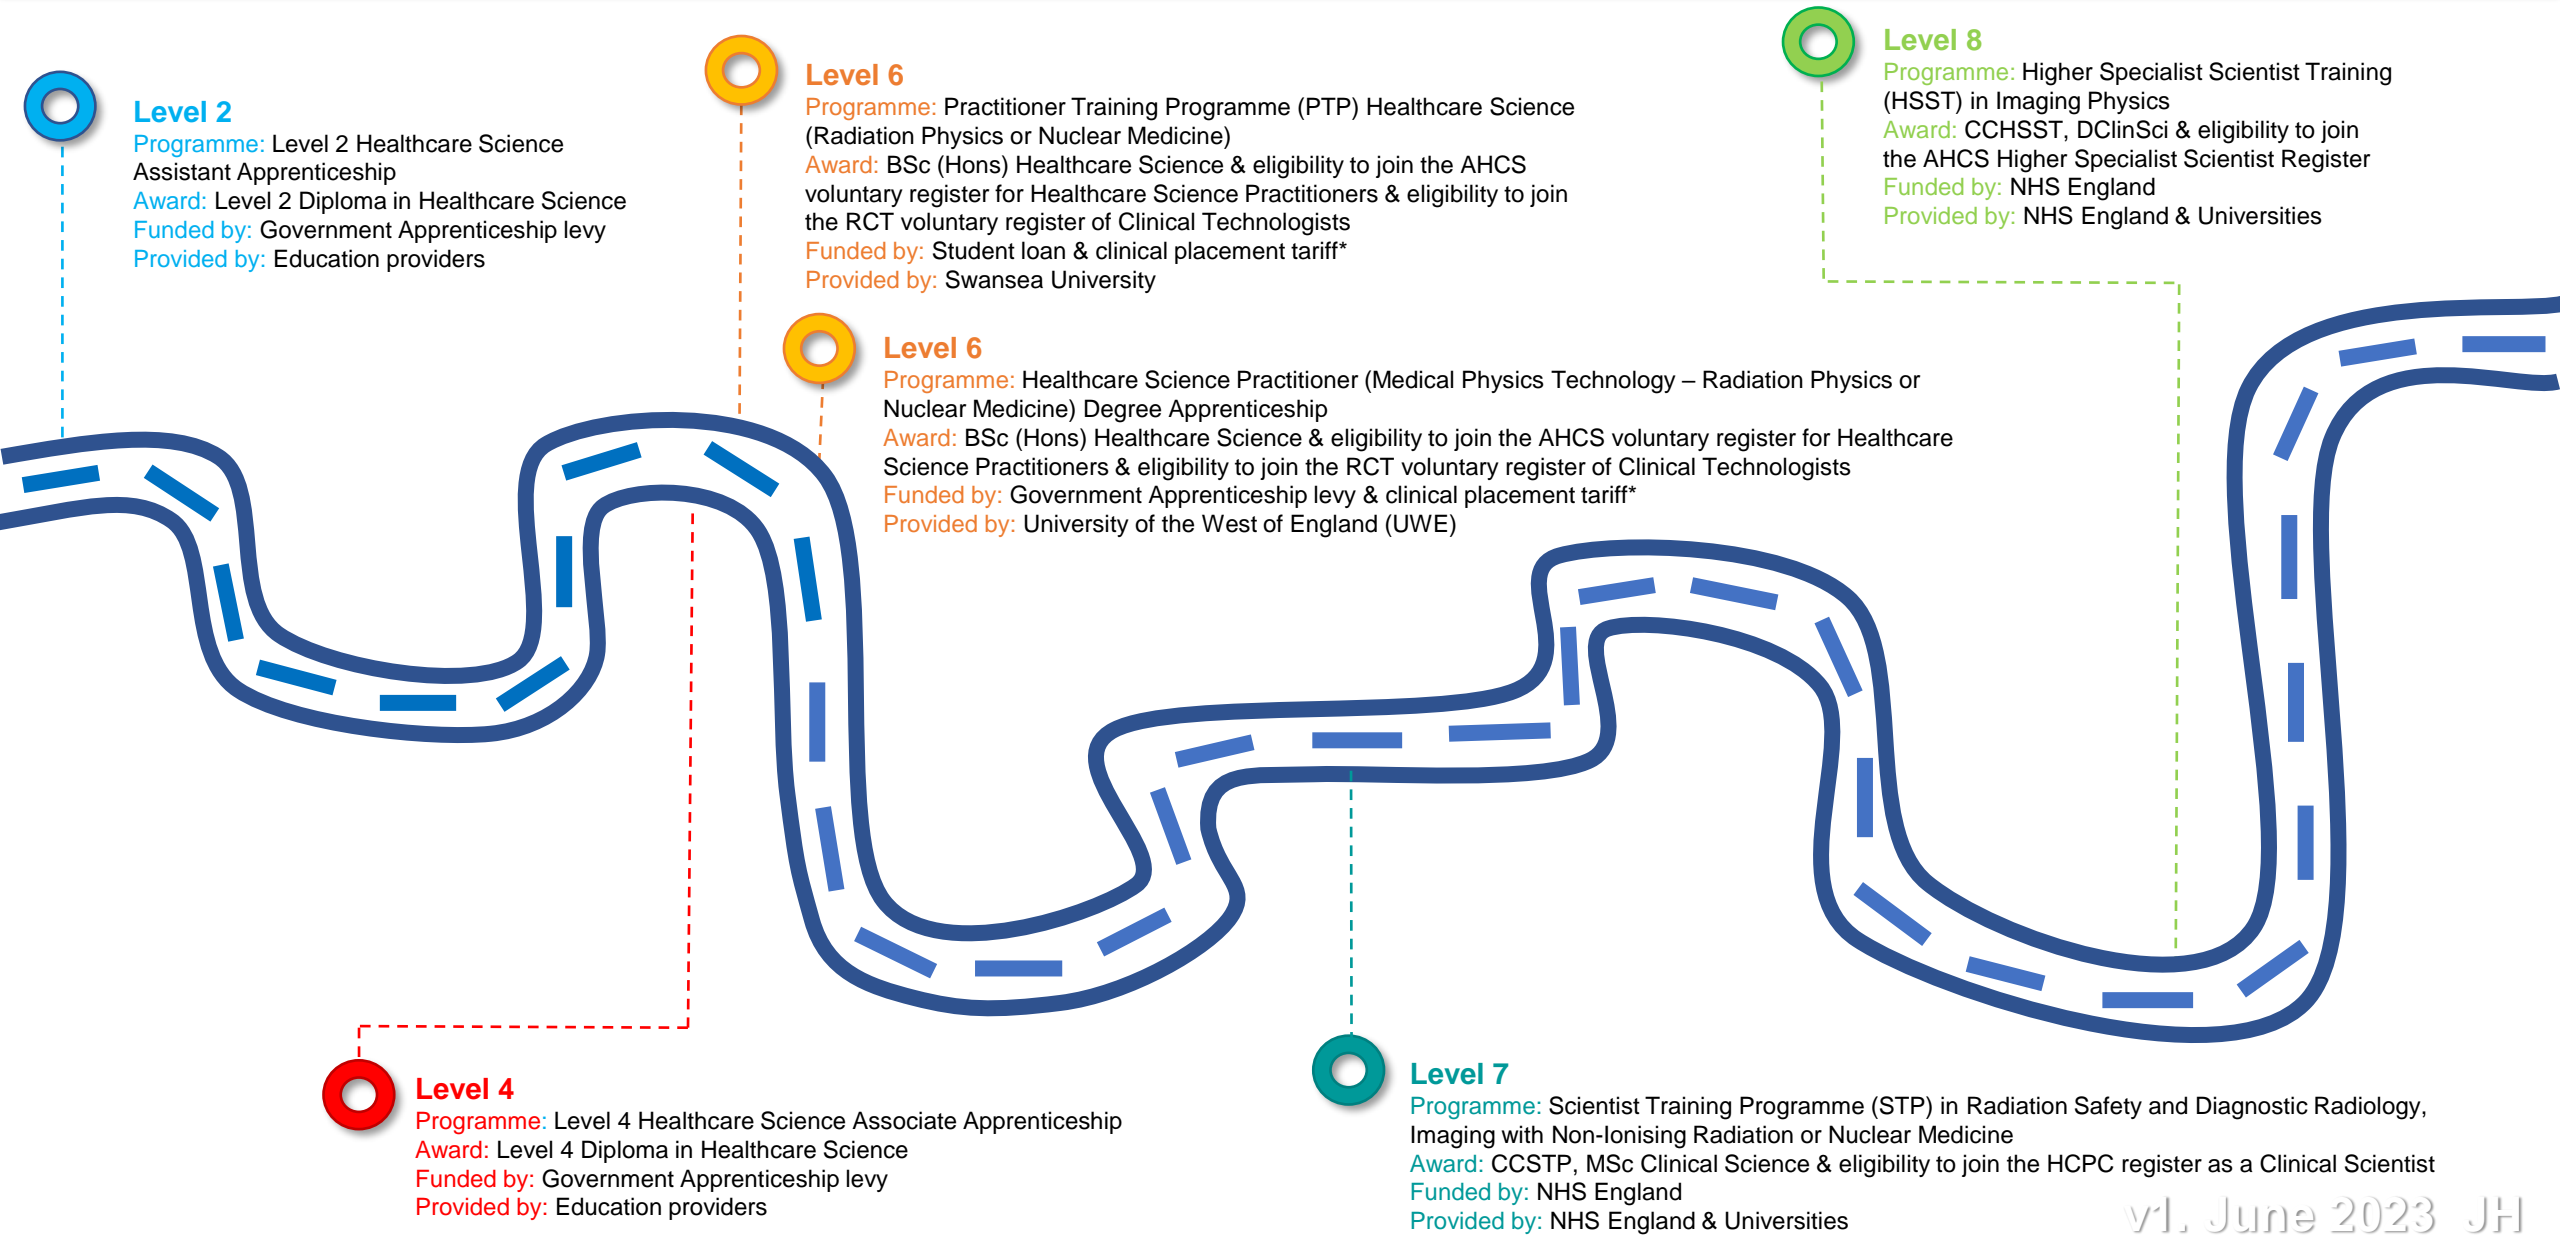 Level 2
Programme: Level 2 Healthcare Science
Assistant Apprenticeship
Award: Level 2 Diploma in Healthcare Science
Funded by: Government Apprenticeship levy
Provided by: Education providers
Level 6
Programme: Practitioner Training Programme (PTP) Healthcare Science
(Radiation Physics or Nuclear Medicine)
Award: BSc (Hons) Healthcare Science & eligibility to join the AHCS
voluntary register for Healthcare Science Practitioners & eligibility to join
the RCT voluntary register of Clinical Technologists
Funded by: Student loan & clinical placement tariff*
Provided by: Swansea University
Level 8
Programme: Higher Specialist Scientist Training
(HSST) in Imaging Physics
Award: CCHSST, DClinSci & eligibility to join
the AHCS Higher Specialist Scientist Register
Funded by: NHS England
Provided by: NHS England & Universities
Level 6
Programme: Healthcare Science Practitioner (Medical Physics Technology – Radiation Physics or
Nuclear Medicine) Degree Apprenticeship
Award: BSc (Hons) Healthcare Science & eligibility to join the AHCS voluntary register for Healthcare
Science Practitioners & eligibility to join the RCT voluntary register of Clinical Technologists
Funded by: Government Apprenticeship levy & clinical placement tariff*
Provided by: University of the West of England (UWE)
Level 4
Programme: Level 4 Healthcare Science Associate Apprenticeship
Award: Level 4 Diploma in Healthcare Science
Funded by: Government Apprenticeship levy
Provided by: Education providers
Level 7
Programme: Scientist Training Programme (STP) in Radiation Safety and Diagnostic Radiology,
Imaging with Non-Ionising Radiation or Nuclear Medicine
Award: CCSTP, MSc Clinical Science & eligibility to join the HCPC register as a Clinical Scientist
Funded by: NHS England
Provided by: NHS England & Universities
v1. June 2023 JH